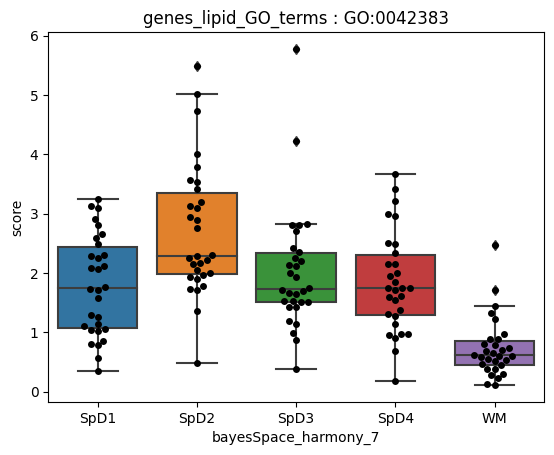 genes_lipid_GO_terms : GO:0042383
6
5
4
3
2
1
0
score
SpD1 SpD2 SpD3 SpD4 WM
bayesSpace_harmony_7